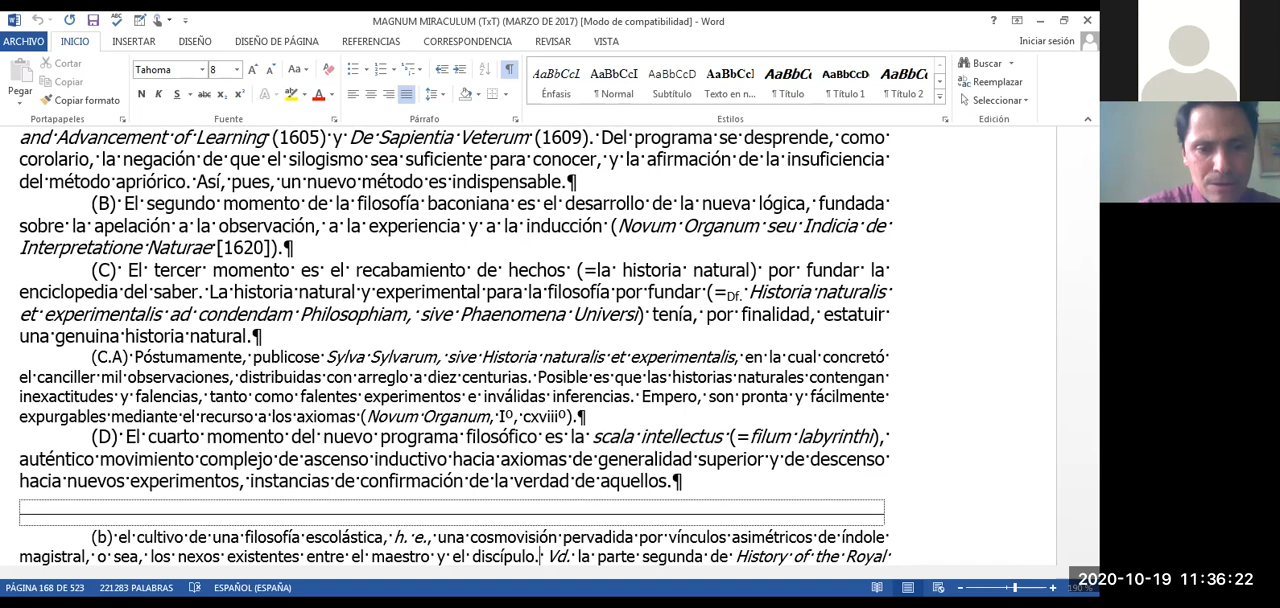 MAGNUM MIRACULUM (TxT) (MARZO DE 2017) [Modo de compatibilidad] - Word
ARCHIVO INICIO INSERTAR DISEÑO DISEÑO DE PÁGINA REFERENCIAS CORRESPONDENCIA REVISAR VISTA Iniciar sesión
Pegar Cortar Copiar Copiar formato
Tahoma 8
AaBbCcI AaBbCcI AaBbCcD AaBbCcI AaBbCc AaBbCcD AaBbCc
Énfasis ¶ Normal Subtítulo Texto en n... ¶ Título ¶ Título 1 ¶ Título 2
Buscar
Reemplazar
Seleccionar
Portapapeles Fuente Párrafo Estilos Edición
and Advancement of Learning (1605) y De Sapientia Veterum (1609). Del programa se desprende, como
corolario, la negación de que el silogismo sea suficiente para conocer, y la afirmación de la insuficiencia
del método apriórico. Así, pues, un nuevo método es indispensable.¶
(B) El segundo momento de la filosofía baconiana es el desarrollo de la nueva lógica, fundada
sobre la apelación a la observación, a la experiencia y a la inducción (Novum Organum seu Indicia de
Interpretatione Naturae [1620]).¶
(C) El tercer momento es el recabamiento de hechos (=la historia natural) por fundar la
enciclopedia del saber. La historia natural y experimental para la filosofía por fundar (=Df. Historia naturalis
et experimentalis ad condendam Philosophiam, sive Phaenomena Universi) tenía, por finalidad, estatuir
una genuina historia natural.¶
(C.A) Póstumamente, publicose Sylva Sylvarum, sive Historia naturalis et experimentalis, en la cual concretó
el canciller mil observaciones, distribuidas con arreglo a diez centurias. Posible es que las historias naturales contengan
inexactitudes y falencias, tanto como falentes experimentos e inválidas inferencias. Empero, son pronta y fácilmente
expurgables mediante el recurso a los axiomas (Novum Organum, Iº, cxviiiº).¶
(D) El cuarto momento del nuevo programa filosófico es la scala intellectus (=filum labyrinthi),
auténtico movimiento complejo de ascenso inductivo hacia axiomas de generalidad superior y de descenso
hacia nuevos experimentos, instancias de confirmación de la verdad de aquellos.¶
(b) el cultivo de una filosofía escolástica, h. e., una cosmovisión pervadida por vínculos asimétricos de índole
magistral, o sea, los nexos existentes entre el maestro y el discípulo. Vd. la parte segunda de History of the Royal
PÁGINA 168 DE 523 221283 PALABRAS ESPAÑOL (ESPAÑA) 190 %
2020-10-19 11:36:22